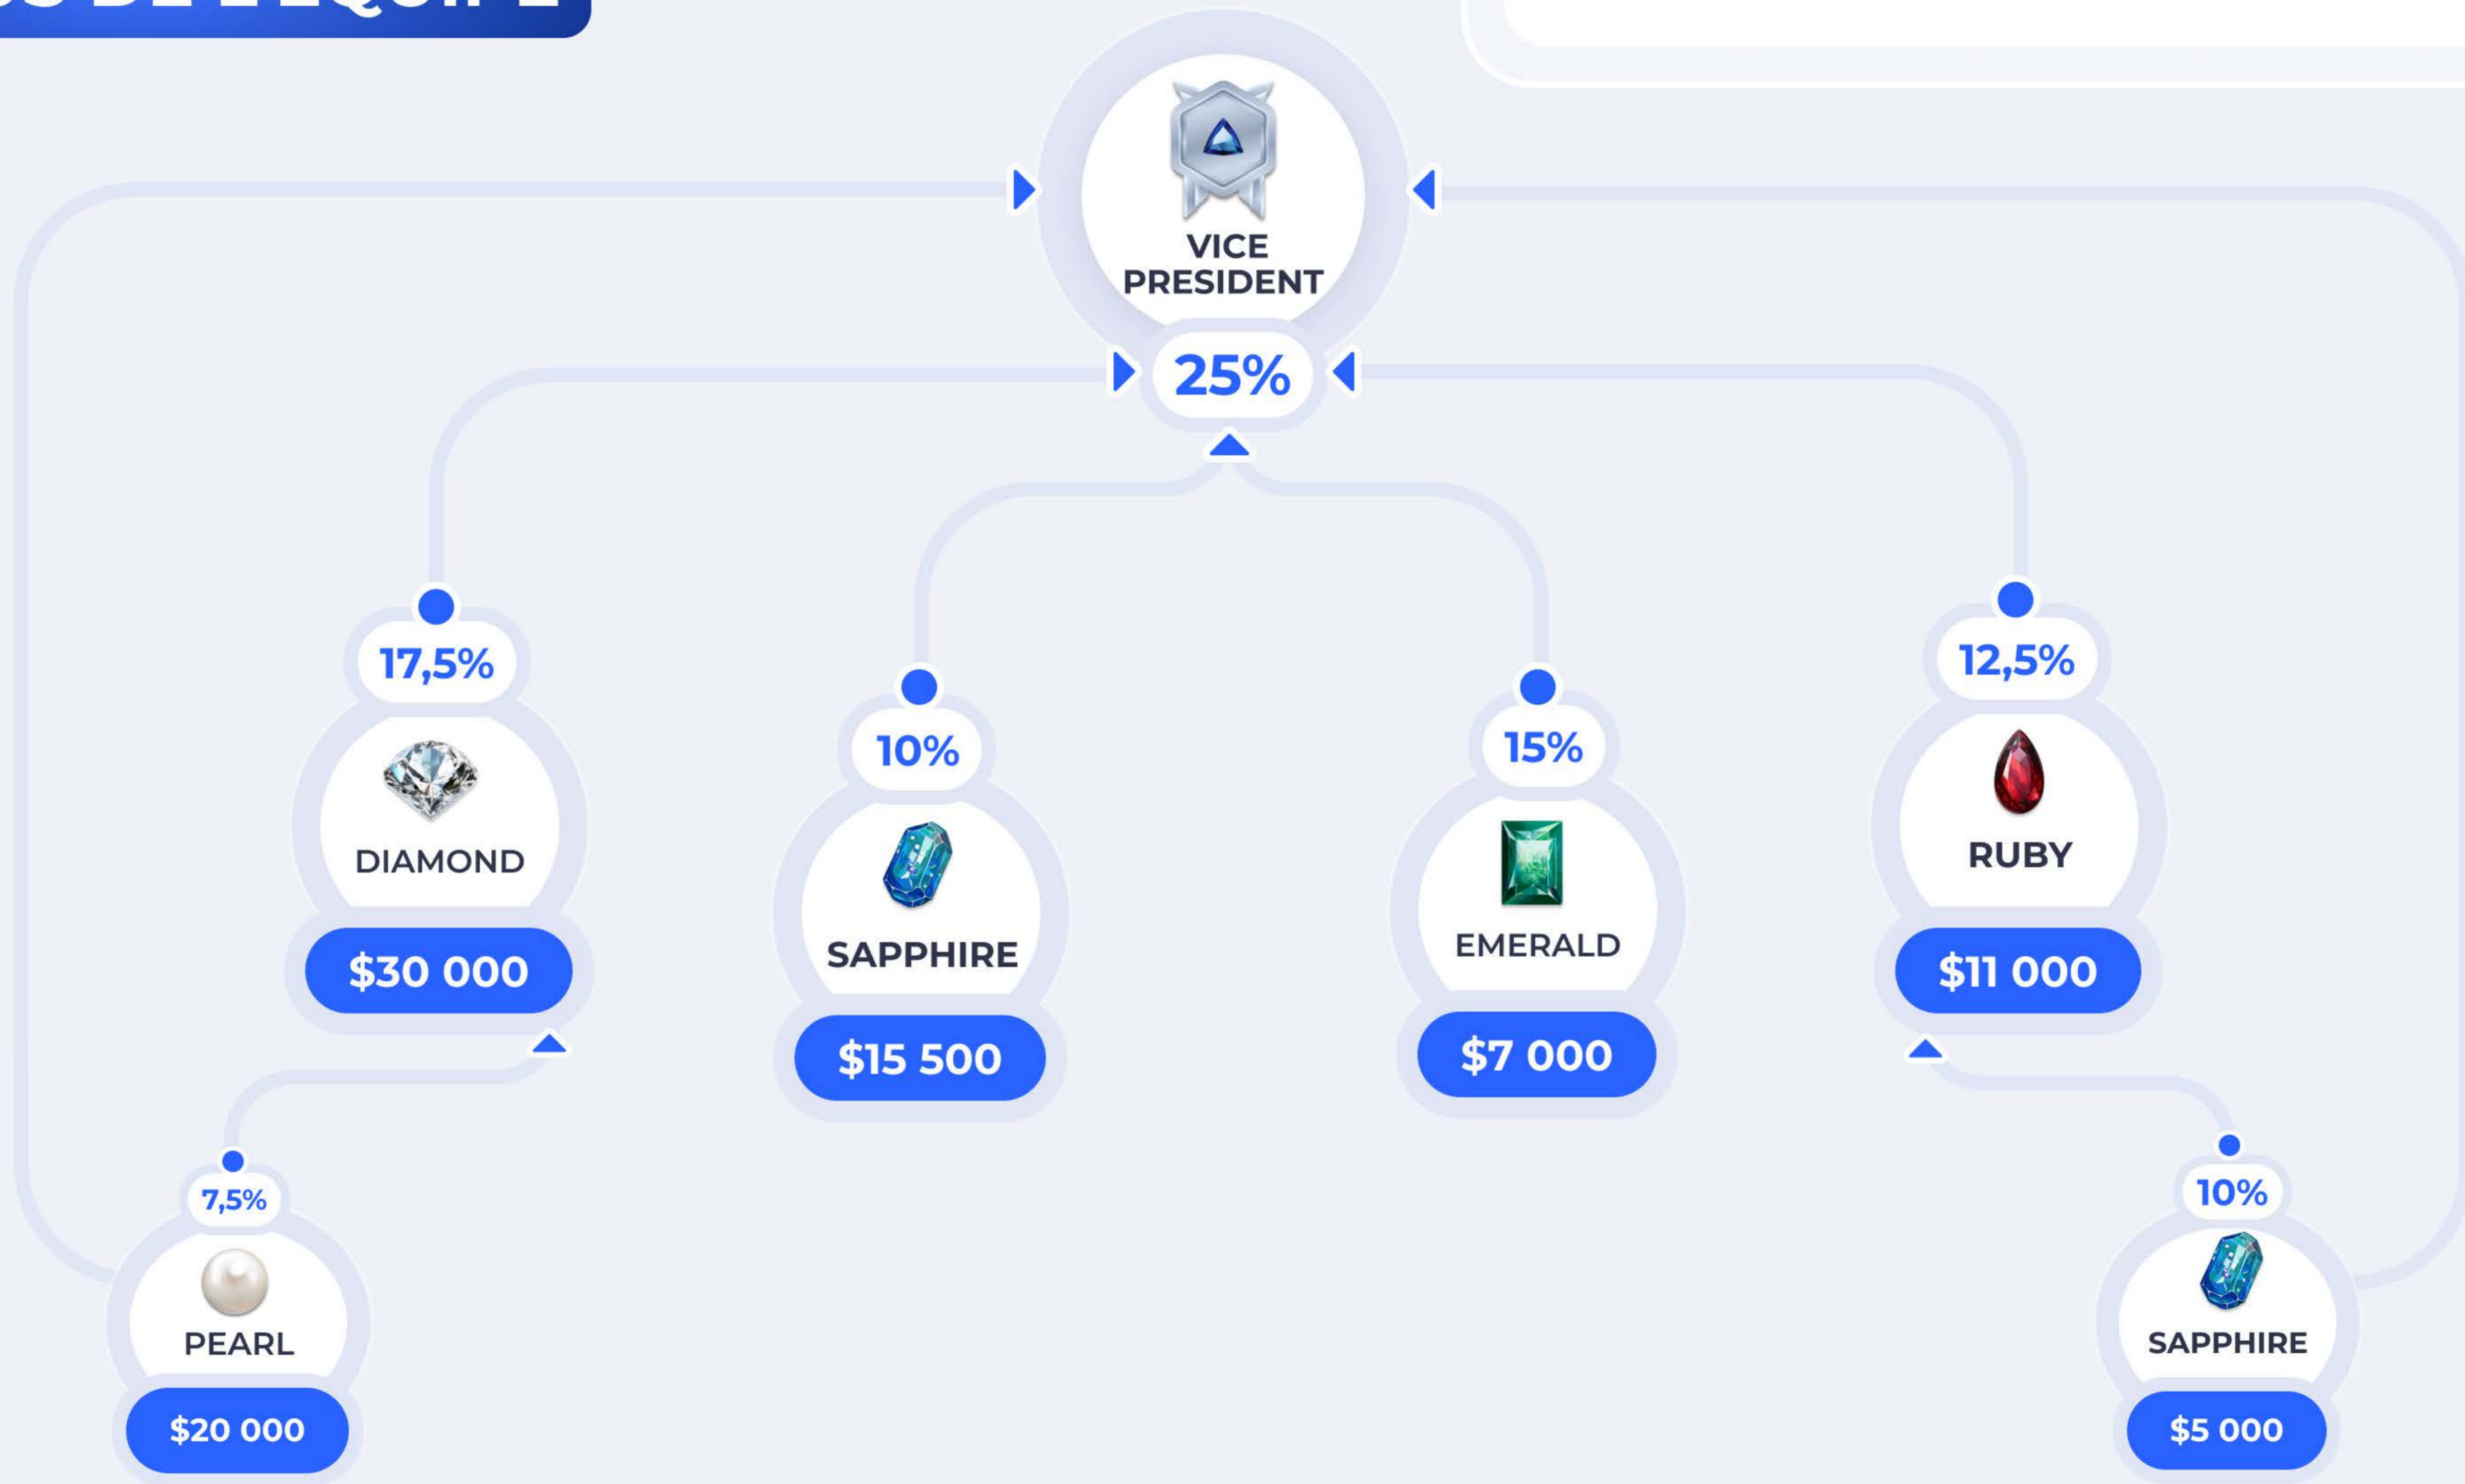 VICE
PRESIDENT
25%
17,5%
DIAMOND
$30 000
10%
SAPPHIRE
$15 500
15%
EMERALD
$7 000
12,5%
RUBY
$11 000
7,5%
PEARL
$20 000
10%
SAPPHIRE
$5 000